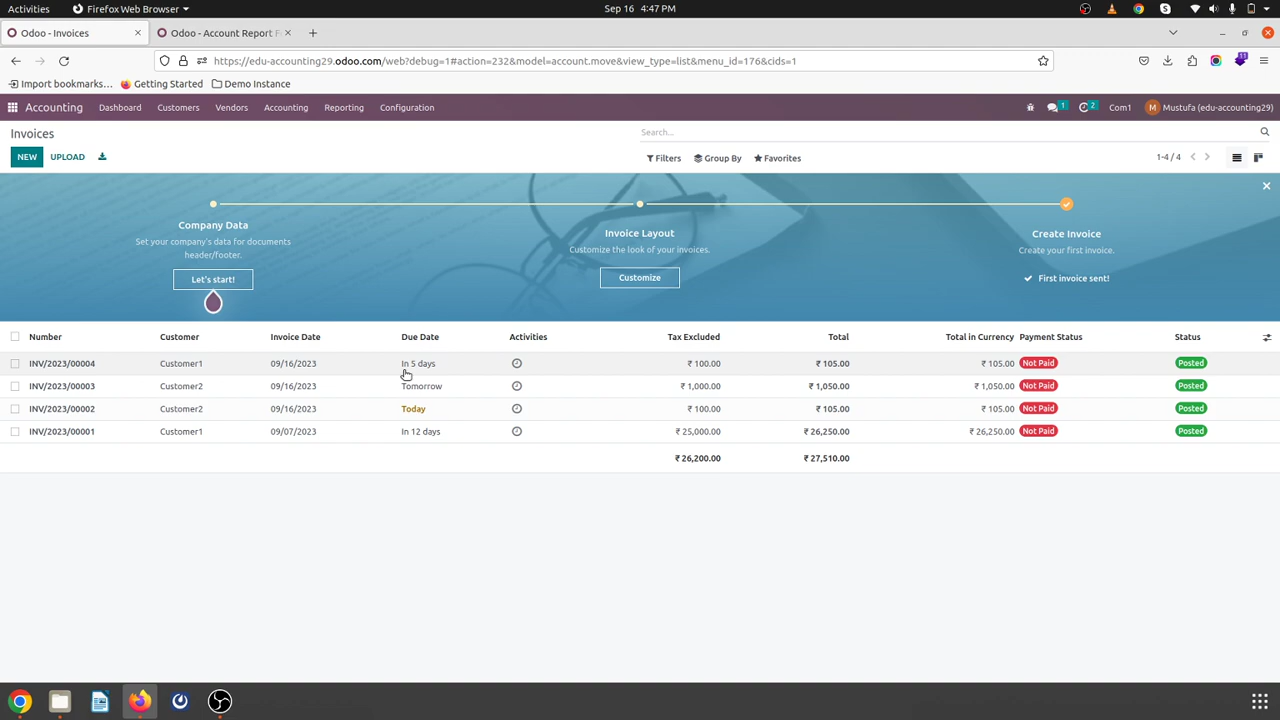 Activities Firefox Web Browser Sep 16 4:47 PM
Odoo - Invoices Odoo - Account Report F
https://edu-accounting29.odoo.com/web?debug=1#action=232&model=account.move&view_type=list&menu_id=176&cids=1
Import bookmarks... Getting Started Demo Instance
Accounting Dashboard Customers Vendors Accounting Reporting Configuration 1 2 Com1 M Mustufa (edu-accounting29)
Invoices Search...
NEW UPLOAD Filters Group By Favorites 1-4 / 4
Company Data Invoice Layout Create Invoice
Set your company's data for documents header/footer. Customize the look of your invoices. Create your first invoice.
Let's start! Customize First invoice sent!
Number Customer Invoice Date Due Date Activities Tax Excluded Total Total in Currency Payment Status Status
INV/2023/00004 Customer1 09/16/2023 In 5 days ₹ 100.00 ₹ 105.00 ₹ 105.00 Not Paid Posted
INV/2023/00003 Customer2 09/16/2023 Tomorrow ₹ 1,000.00 ₹ 1,050.00 ₹ 1,050.00 Not Paid Posted
INV/2023/00002 Customer2 09/16/2023 Today ₹ 100.00 ₹ 105.00 ₹ 105.00 Not Paid Posted
INV/2023/00001 Customer1 09/07/2023 In 12 days ₹ 25,000.00 ₹ 26,250.00 ₹ 26,250.00 Not Paid Posted
₹ 26,200.00 ₹ 27,510.00